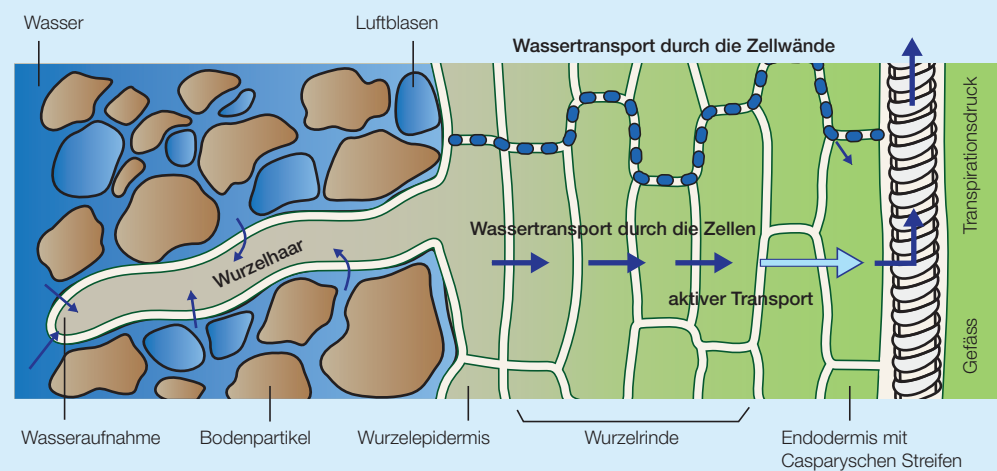 Wasser
Luftblasen
Wassertransport durch die Zellwände
Transpirationsdruck
Wassertransport durch die Zellen
Wurzelhaar
aktiver Transport
Gefäss
Wasseraufnahme
Bodenpartikel
Wurzelepidermis
Wurzelrinde
Endodermis mit
Casparyschen Streifen